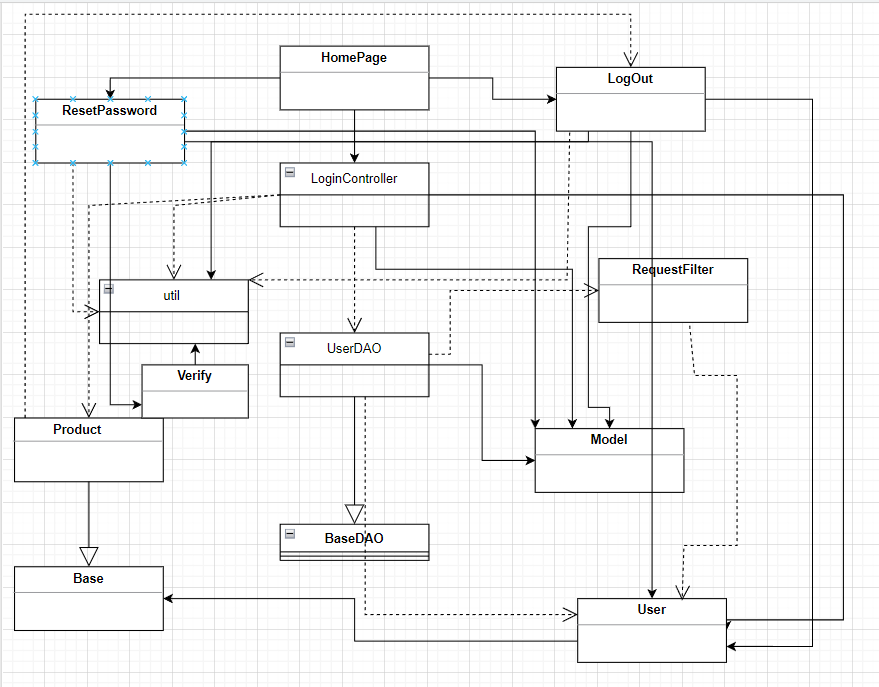 HomePage
LogOut
ResetPassword
LoginController
RequestFilter
util
UserDAO
Verify
Product
Model
BaseDAO
Base
User